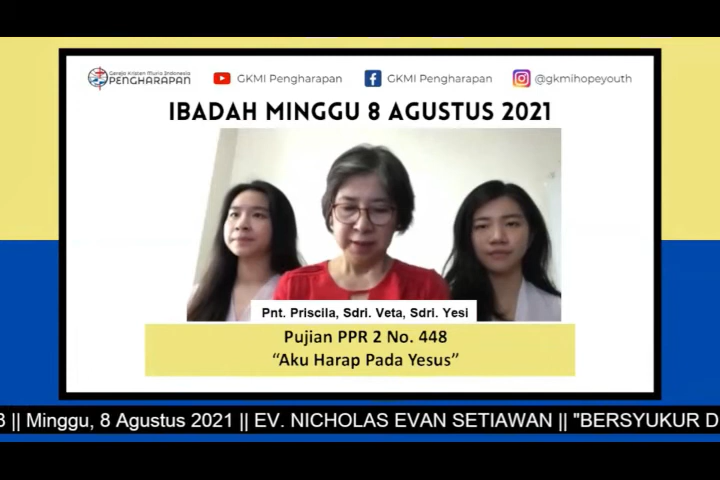 Gereja Kristen Muria Indonesia
PENGHARAPAN
GKMI Pengharapan
GKMI Pengharapan
@gkmihopeyouth
IBADAH MINGGU 8 AGUSTUS 2021
Pnt. Priscila, Sdri. Veta, Sdri. Yesi
Pujian PPR 2 No. 448
“Aku Harap Pada Yesus”
3 || Minggu, 8 Agustus 2021 || EV. NICHOLAS EVAN SETIAWAN || "BERSYUKUR D